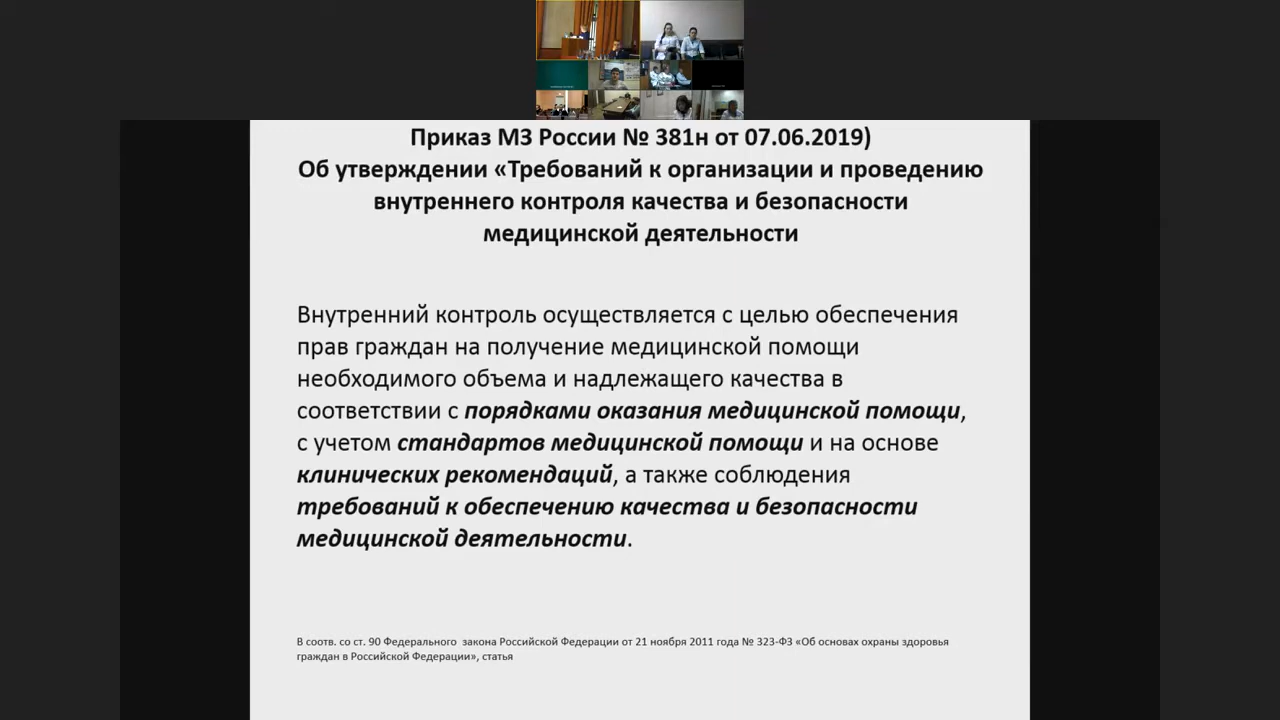 Приказ МЗ России № 381н от 07.06.2019)
Об утверждении «Требований к организации и проведению
внутреннего контроля качества и безопасности
медицинской деятельности
Внутренний контроль осуществляется с целью обеспечения
прав граждан на получение медицинской помощи
необходимого объема и надлежащего качества в
соответствии с порядками оказания медицинской помощи,
с учетом стандартов медицинской помощи и на основе
клинических рекомендаций, а также соблюдения
требований к обеспечению качества и безопасности
медицинской деятельности.
В соотв. со ст. 90 Федерального закона Российской Федерации от 21 ноября 2011 года № 323-ФЗ «Об основах охраны здоровья
граждан в Российской Федерации», статья